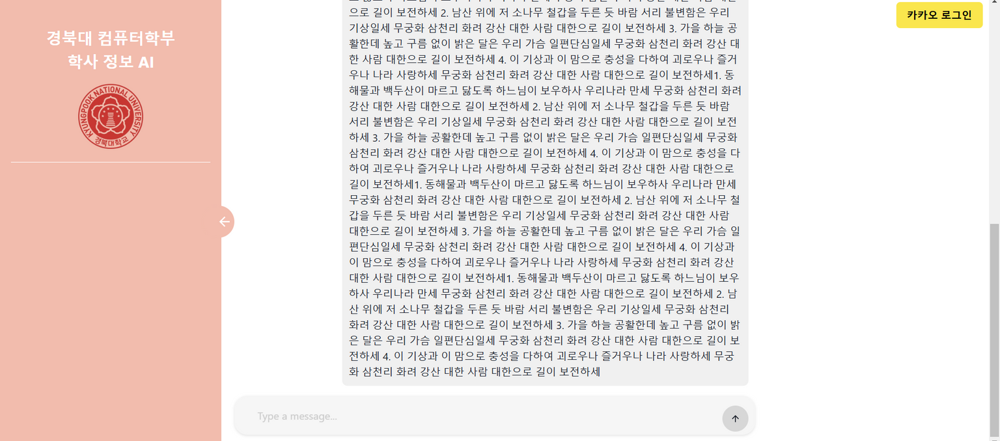 경북대 컴퓨터학부
학사 정보 AI
KYUNGPOOK NATIONAL UNIVERSITY
경북대학교
카카오 로그인
으로 길이 보전하세 2. 남산 위에 저 소나무 철갑을 두른 듯 바람 서리 불변함은 우리
기상일세 무궁화 삼천리 화려 강산 대한 사람 대한으로 길이 보전하세 3. 가을 하늘 공
활한데 높고 구름 없이 밝은 달은 우리 가슴 일편단심일세 무궁화 삼천리 화려 강산 대
한 사람 대한으로 길이 보전하세 4. 이 기상과 이 맘으로 충성을 다하여 괴로우나 즐거
우나 나라 사랑하세 무궁화 삼천리 화려 강산 대한 사람 대한으로 길이 보전하세1. 동
해물과 백두산이 마르고 닳도록 하느님이 보우하사 우리나라 만세 무궁화 삼천리 화려
강산 대한 사람 대한으로 길이 보전하세 2. 남산 위에 저 소나무 철갑을 두른 듯 바람
서리 불변함은 우리 기상일세 무궁화 삼천리 화려 강산 대한 사람 대한으로 길이 보전
하세 3. 가을 하늘 공활한데 높고 구름 없이 밝은 달은 우리 가슴 일편단심일세 무궁화
삼천리 화려 강산 대한 사람 대한으로 길이 보전하세 4. 이 기상과 이 맘으로 충성을 다
하여 괴로우나 즐거우나 나라 사랑하세 무궁화 삼천리 화려 강산 대한 사람 대한으로
길이 보전하세1. 동해물과 백두산이 마르고 닳도록 하느님이 보우하사 우리나라 만세
무궁화 삼천리 화려 강산 대한 사람 대한으로 길이 보전하세 2. 남산 위에 저 소나무 철
갑을 두른 듯 바람 서리 불변함은 우리 기상일세 무궁화 삼천리 화려 강산 대한 사람
대한으로 길이 보전하세 3. 가을 하늘 공활한데 높고 구름 없이 밝은 달은 우리 가슴 일
편단심일세 무궁화 삼천리 화려 강산 대한 사람 대한으로 길이 보전하세 4. 이 기상과
이 맘으로 충성을 다하여 괴로우나 즐거우나 나라 사랑하세 무궁화 삼천리 화려 강산
대한 사람 대한으로 길이 보전하세1. 동해물과 백두산이 마르고 닳도록 하느님이 보우
하사 우리나라 만세 무궁화 삼천리 화려 강산 대한 사람 대한으로 길이 보전하세 2. 남
산 위에 저 소나무 철갑을 두른 듯 바람 서리 불변함은 우리 기상일세 무궁화 삼천리
화려 강산 대한 사람 대한으로 길이 보전하세 3. 가을 하늘 공활한데 높고 구름 없이 밝
은 달은 우리 가슴 일편단심일세 무궁화 삼천리 화려 강산 대한 사람 대한으로 길이 보
전하세 4. 이 기상과 이 맘으로 충성을 다하여 괴로우나 즐거우나 나라 사랑하세 무궁
화 삼천리 화려 강산 대한 사람 대한으로 길이 보전하세
Type a message...